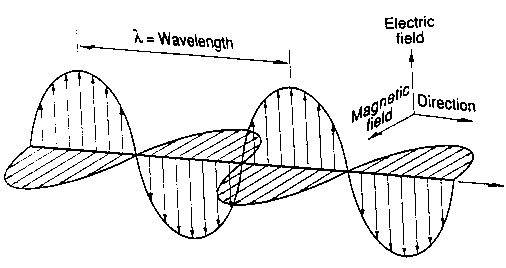 λ = Wavelength
Electric
field
Magnetic
field
Direction